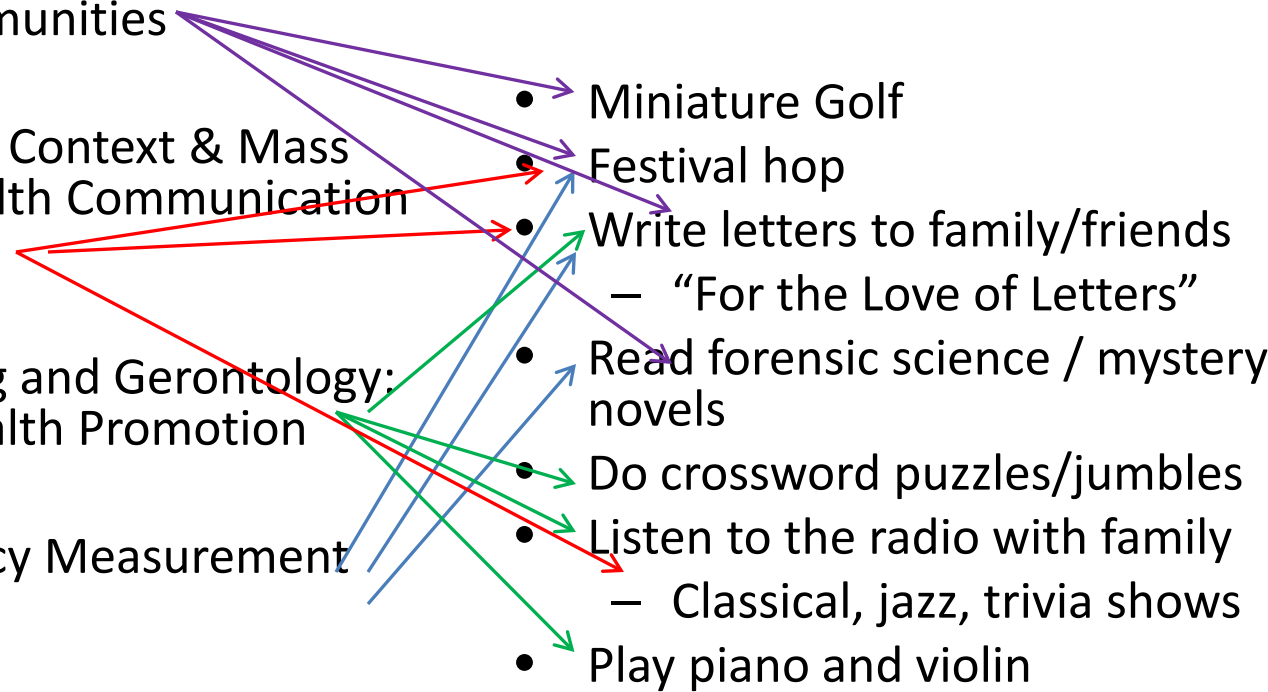 munities
Context & Mass
lth Communication
g and Gerontology:
alth Promotion
cy Measurement
• Miniature Golf
• Festival hop
• Write letters to family/friends
– “For the Love of Letters”
• Read forensic science / mystery
novels
• Do crossword puzzles/jumbles
• Listen to the radio with family
– Classical, jazz, trivia shows
• Play piano and violin